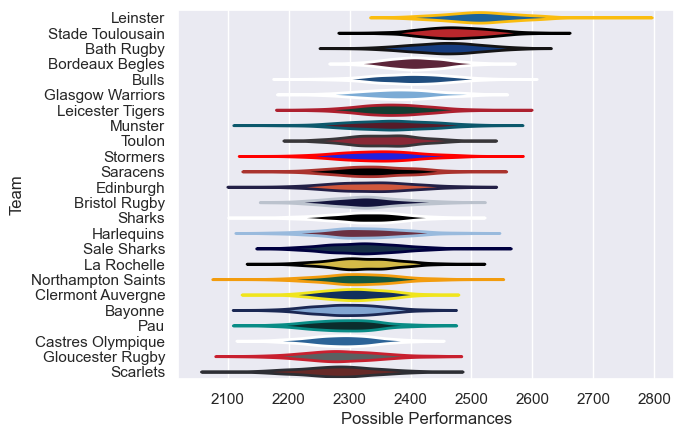 Leinster
Stade Toulousain
Bath Rugby
Bordeaux Begles
Bulls
Glasgow Warriors
Leicester Tigers
Munster
Toulon
Stormers
Saracens
Edinburgh
Bristol Rugby
Sharks
Harlequins
Sale Sharks
La Rochelle
Northampton Saints
Clermont Auvergne
Bayonne
Pau
Castres Olympique
Gloucester Rugby
Scarlets
Team
2100 2200 2300 2400 2500 2600 2700 2800
Possible Performances